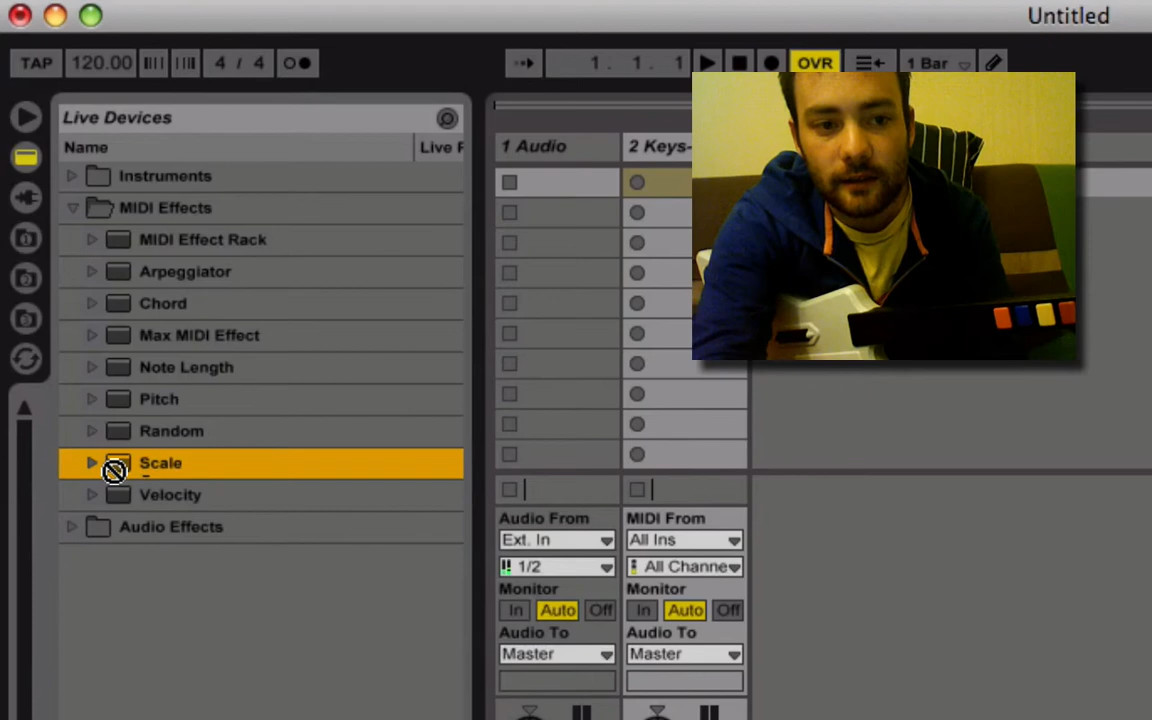 Untitled
TAP 120.00 4 / 4 1. 1. 1 OVR 1 Bar
Live Devices
Name Live F
Instruments
MIDI Effects
MIDI Effect Rack
Arpeggiator
Chord
Max MIDI Effect
Note Length
Pitch
Random
Scale
Velocity
Audio Effects
1 Audio 2 Keys-
Audio From MIDI From
Ext. In All Ins
1/2 All Channe
Monitor Monitor
In Auto Off In Auto Off
Audio To Audio To
Master Master